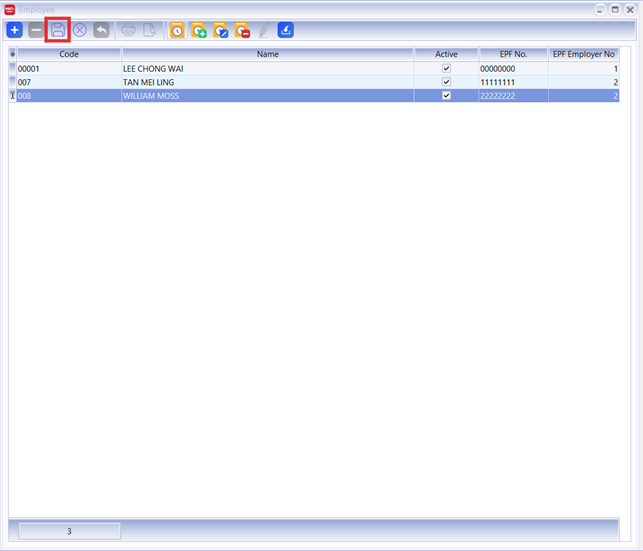 Employee
Code Name Active EPF No. EPF Employer No
00001 LEE CHONG WAI 00000000 1
007 TAN MEI LING 11111111 2
008 WILLIAM MOSS 22222222 2
3